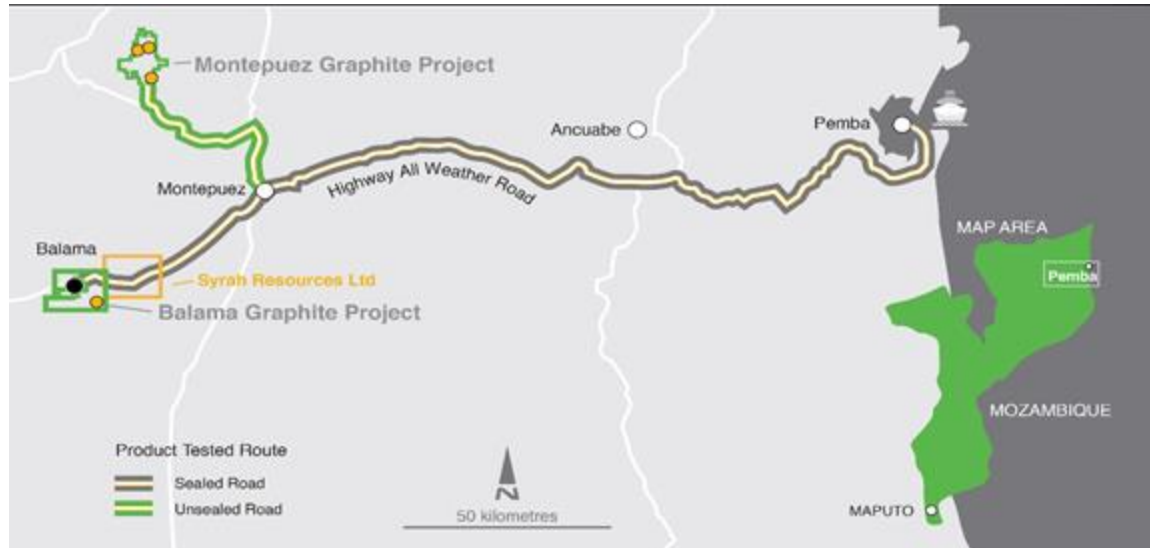 Montepuez Graphite Project
Ancuabe
Pemba
Montepuez
Highway All Weather Road
MAP AREA
Balama
Pemba
Syrah Resources Ltd
Balama Graphite Project
MOZAMBIQUE
Product Tested Route
Sealed Road
Unsealed Road
N
50 kilometres
MAPUTO